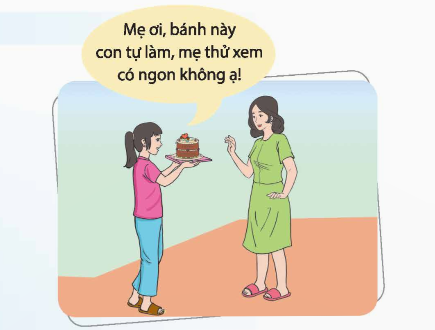 Mẹ ơi, bánh này
con tự làm, mẹ thử xem
có ngon không ạ!